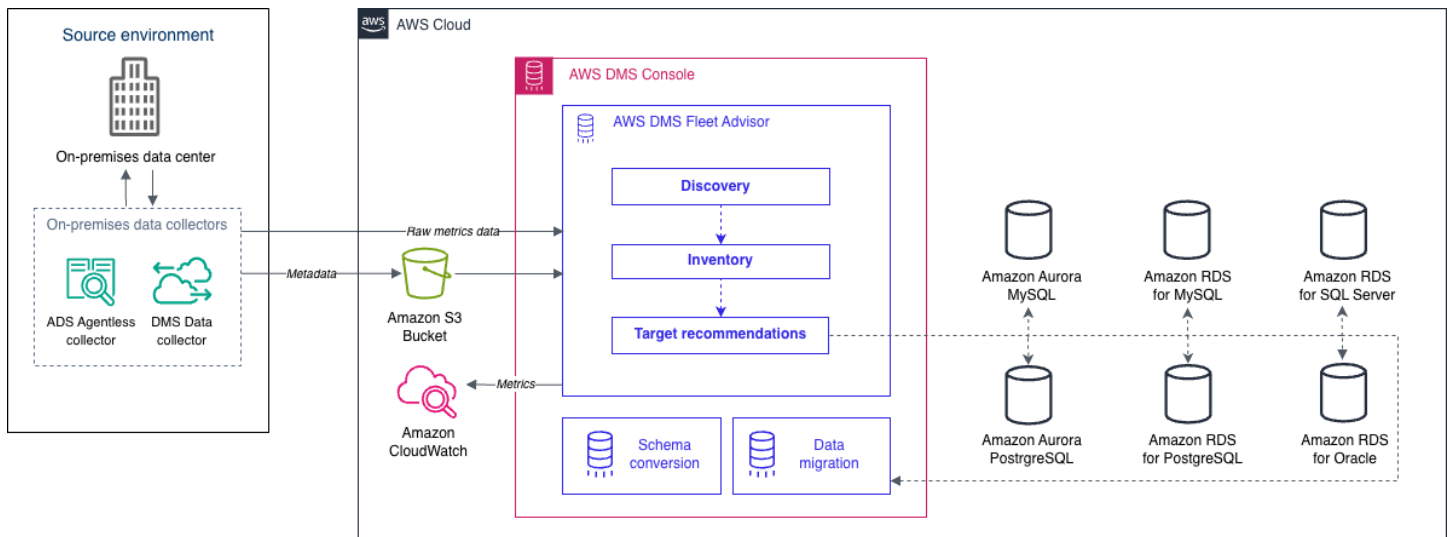 Source environment
On-premises data center
On-premises data collectors
ADS Agentless
collector
DMS Data
collector
aws
AWS Cloud
Raw metrics data
Metadata
Amazon S3
Bucket
Metrics
Amazon
CloudWatch
AWS DMS Console
AWS DMS Fleet Advisor
Discovery
Inventory
Target recommendations
Schema
conversion
Data
migration
Amazon Aurora
MySQL
Amazon RDS
for MySQL
Amazon RDS
for SQL Server
Amazon Aurora
PostrgreSQL
Amazon RDS
for PostgreSQL
Amazon RDS
for Oracle